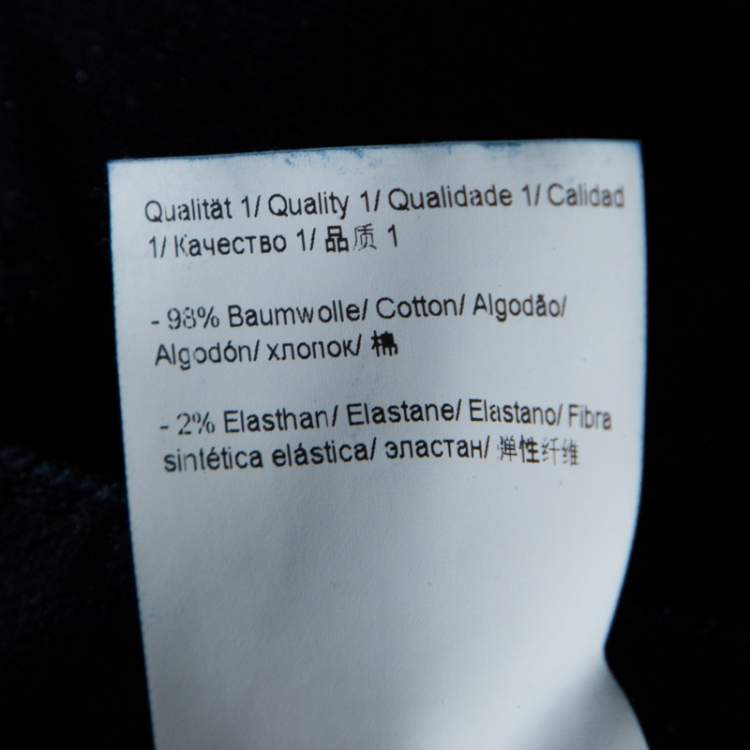 Qualität 1/ Quality 1/ Qualidade 1/ Calidad
1/ Качество 1/ 品质 1
- 98% Baumwolle/ Cotton/ Algodão/
Algodón/ хлопок/ 棉
- 2% Elasthan/ Elastane/ Elastano/ Fibra
sintética elástica/ эластан/ 弹性纤维